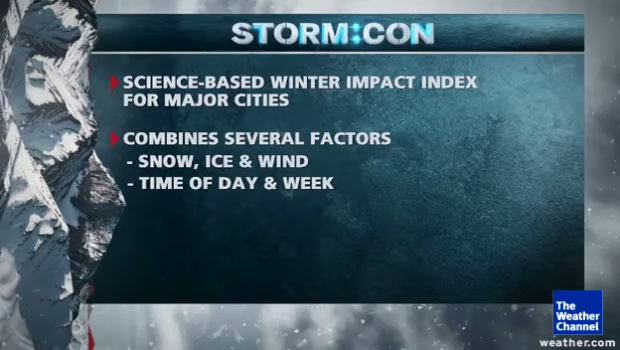 STORM:CON
SCIENCE-BASED WINTER IMPACT INDEX
FOR MAJOR CITIES
COMBINES SEVERAL FACTORS
- SNOW, ICE & WIND
- TIME OF DAY & WEEK
The
Weather
Channel
weather.com